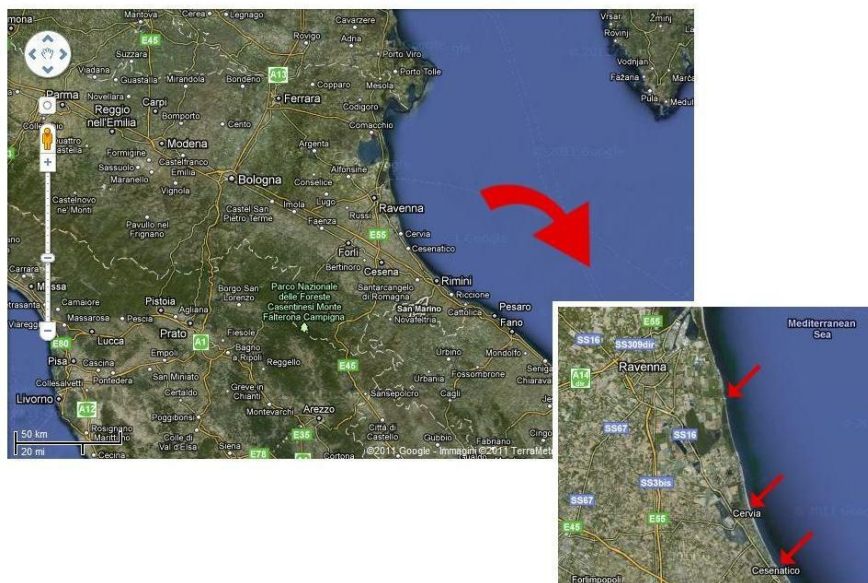 Mantova
Cerea
Legnago
Cavarzere
Vrsar
Žminj
Rovinj
E45
Rovigo
Adria
Suzzara
Porto Viro
Vodnjan
Viadana
Guastalla
Mirandola
Bondeno
A13
Copparo
Mesola
Porto Tolle
Fažana
Novellara
Parma
Carpi
Ferrara
Codigoro
Pula
Medulin
Reggio
nell'Emilia
Bomporto
Cento
Comacchio
Modena
Argenta
Formigine
Castelfranco
Emilia
Sassuolo
Maranello
Vignola
Bologna
Conselice
Alfonsine
Castelnovo
ne' Monti
Pavullo nel
Frignano
Castel San
Pietro Terme
Imola
Lugo
Russi
Ravenna
Faenza
E55
Cervia
Forlì
Cesenatico
Bertinoro
Cesena
Carrara
Massa
Borgo San
Lorenzo
Parco Nazionale
delle Foreste
Casentinesi Monte
Falterona Campigna
Santarcangelo
di Romagna
Rimini
Riccione
San Marino
Novafeltria
Cattolica
Pesaro
Fano
Camaiore
Massarosa
Pistoia
Agliana
Pescia
Prato
A1
Fiesole
Viareggio
E80
Lucca
Empoli
Bagno
a Ripoli
Reggello
Urbino
Mondolfo
Pisa
Cascina
E45
Fossombrone
Collesalvetti
Pontedera
San Miniato
Greve in
Chianti
Urbania
Certaldo
Montevarchi
Sansepolcro
Cagli
Livorno
A12
Poggibonsi
Arezzo
Rosignano
Marittimo
Colle di
Val d'Elsa
E35
Città di
Castello
Gubbio
Fabriano
Cecina
Siena
E78
Cortona
50 km
20 mi
©2011 Google - Immagini ©2011 TerraMet
E55
Mediterranean
Sea
SS16
SS309dir
Ravenna
A14
dir
SS67
SS16
SS3bis
SS67
Cervia
E45
E55
Cesenatico
Forlimpopoli